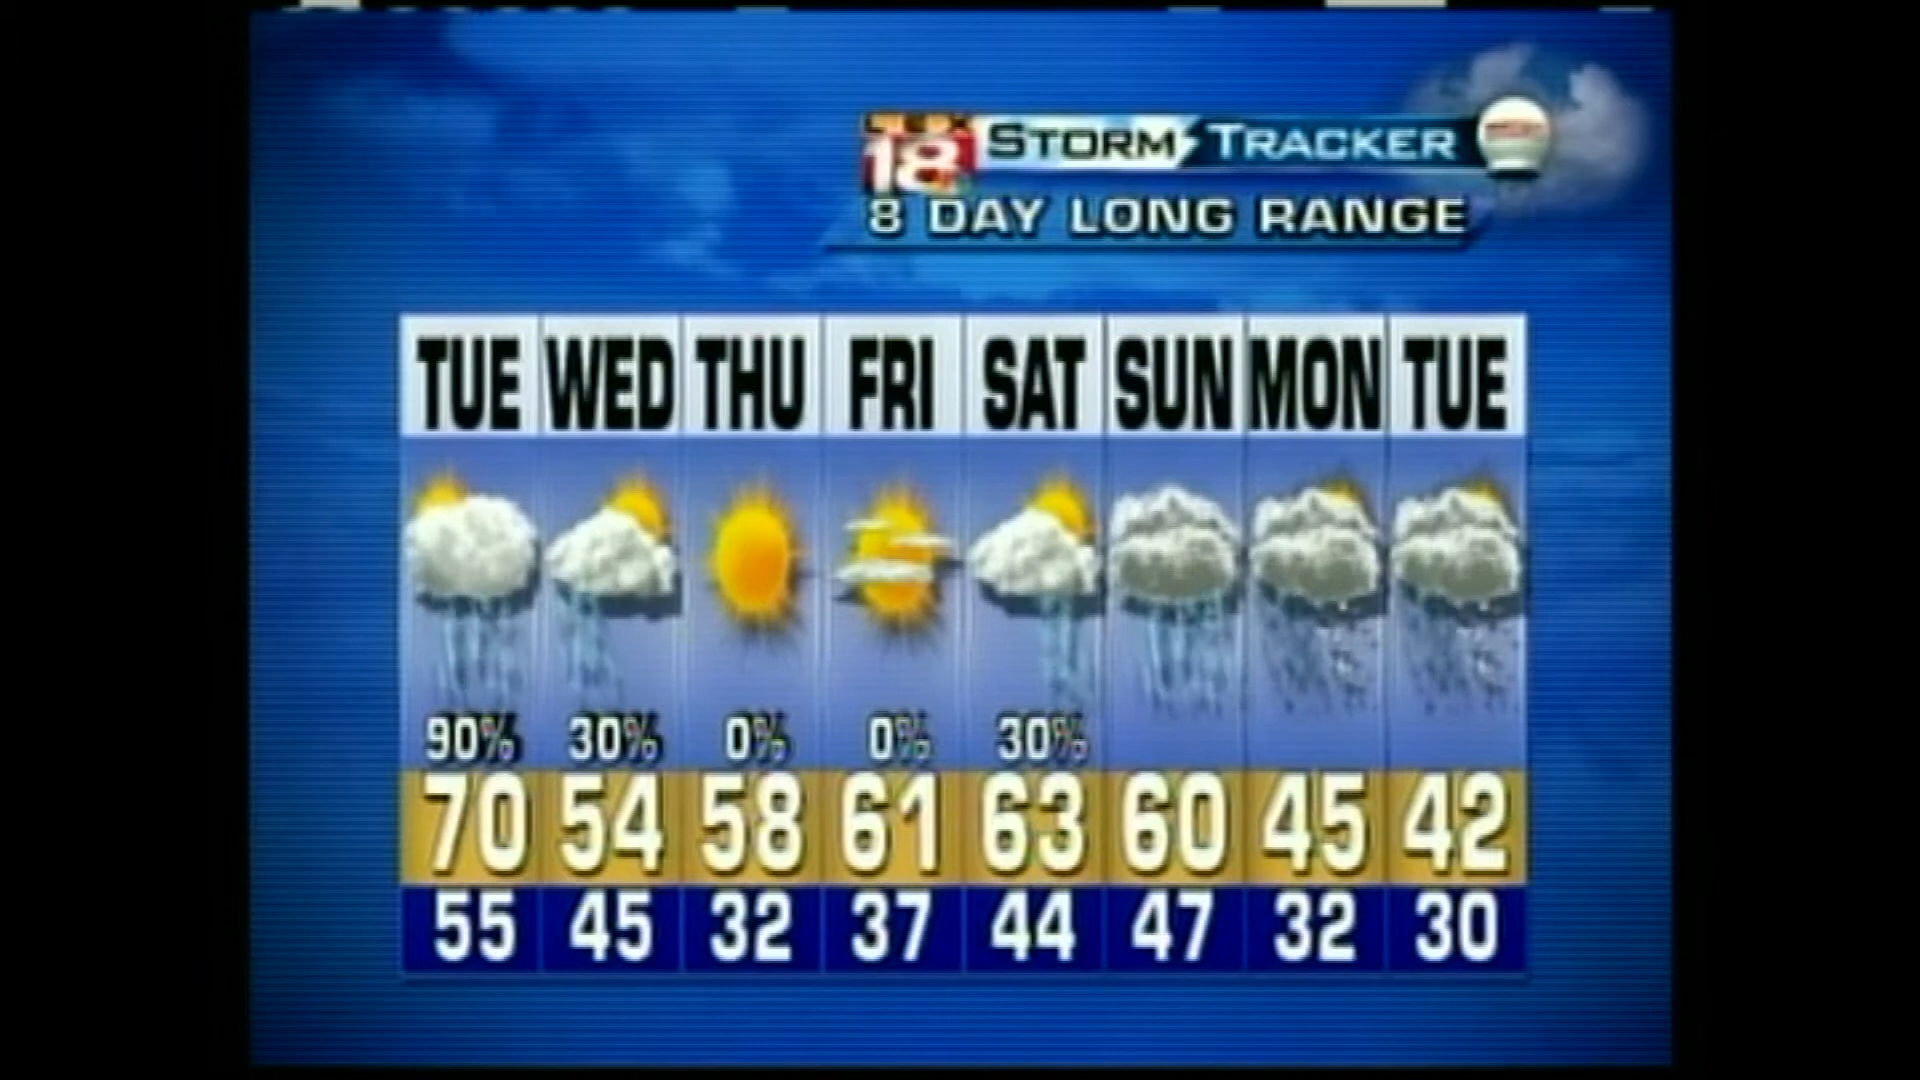 18 STORM TRACKER
8 DAY LONG RANGE
TUE WED THU FRI SAT SUN MON TUE
90% 30% 0% 0% 30%
70 54 58 61 63 60 45 42
55 45 32 37 44 47 32 30